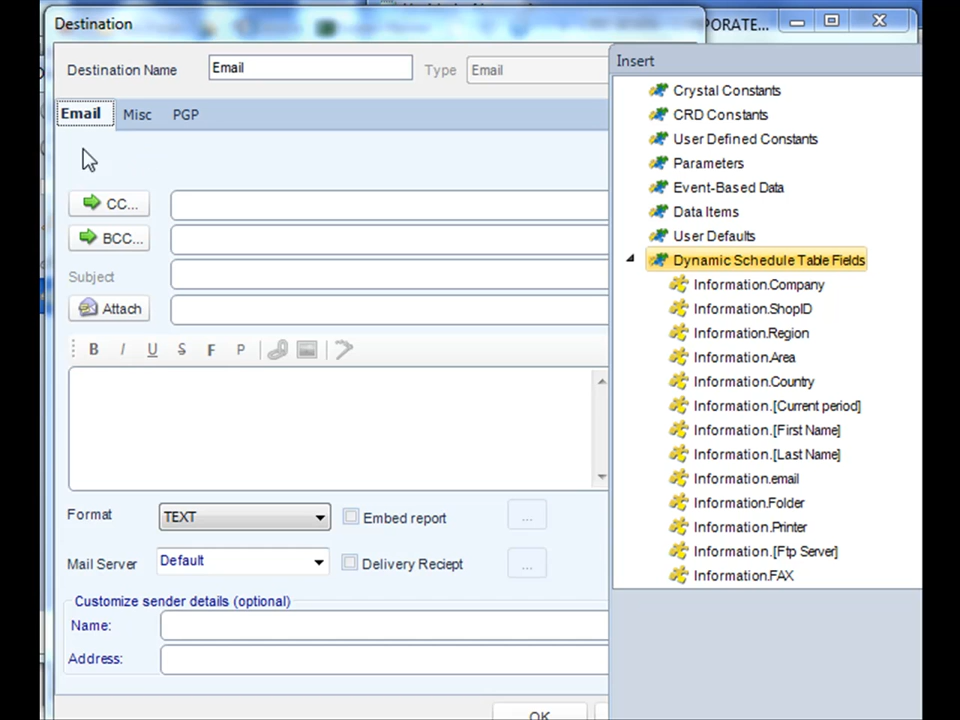 Destination
PORATE...
Destination Name
Email
Type
Email
Insert
Email
Misc
PGP
CC...
BCC...
Subject
Attach
B
I
U
S
F
P
Format
TEXT
Embed report
...
Mail Server
Default
Delivery Reciept
...
Customize sender details (optional)
Name:
Address:
OK
Crystal Constants
CRD Constants
User Defined Constants
Parameters
Event-Based Data
Data Items
User Defaults
Dynamic Schedule Table Fields
Information.Company
Information.ShopID
Information.Region
Information.Area
Information.Country
Information.[Current period]
Information.[First Name]
Information.[Last Name]
Information.email
Information.Folder
Information.Printer
Information.[Ftp Server]
Information.FAX